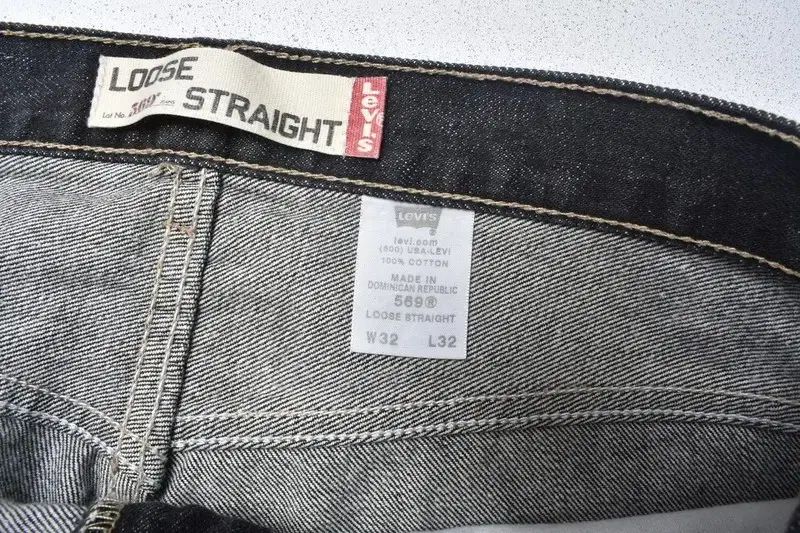 LOOSE
Lot No. 569® JEANS
STRAIGHT
Levi's
LEVI'S
levi.com
(800) USA-LEVI
100% COTTON
MADE IN
DOMINICAN REPUBLIC
569®
LOOSE STRAIGHT
W32 L32